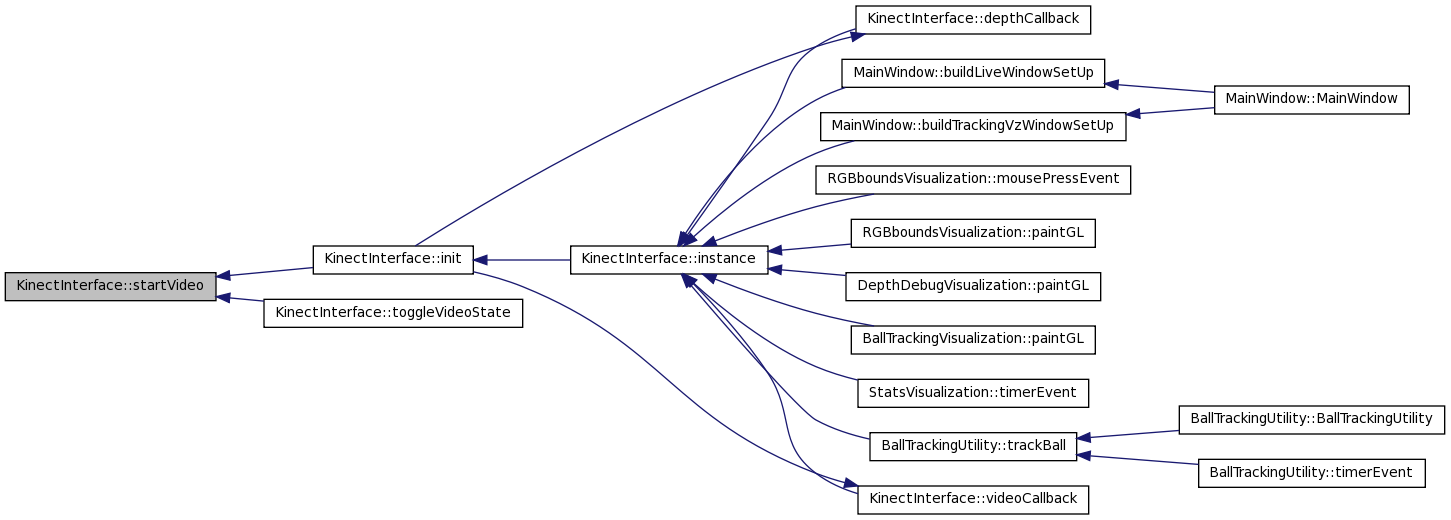 KinectInterface::depthCallback
MainWindow::buildLiveWindowSetUp
MainWindow::MainWindow
MainWindow::buildTrackingVzWindowSetUp
RGBboundsVisualization::mousePressEvent
RGBboundsVisualization::paintGL
KinectInterface::init
KinectInterface::instance
KinectInterface::startVideo
DepthDebugVisualization::paintGL
KinectInterface::toggleVideoState
BallTrackingVisualization::paintGL
StatsVisualization::timerEvent
BallTrackingUtility::BallTrackingUtility
BallTrackingUtility::trackBall
BallTrackingUtility::timerEvent
KinectInterface::videoCallback